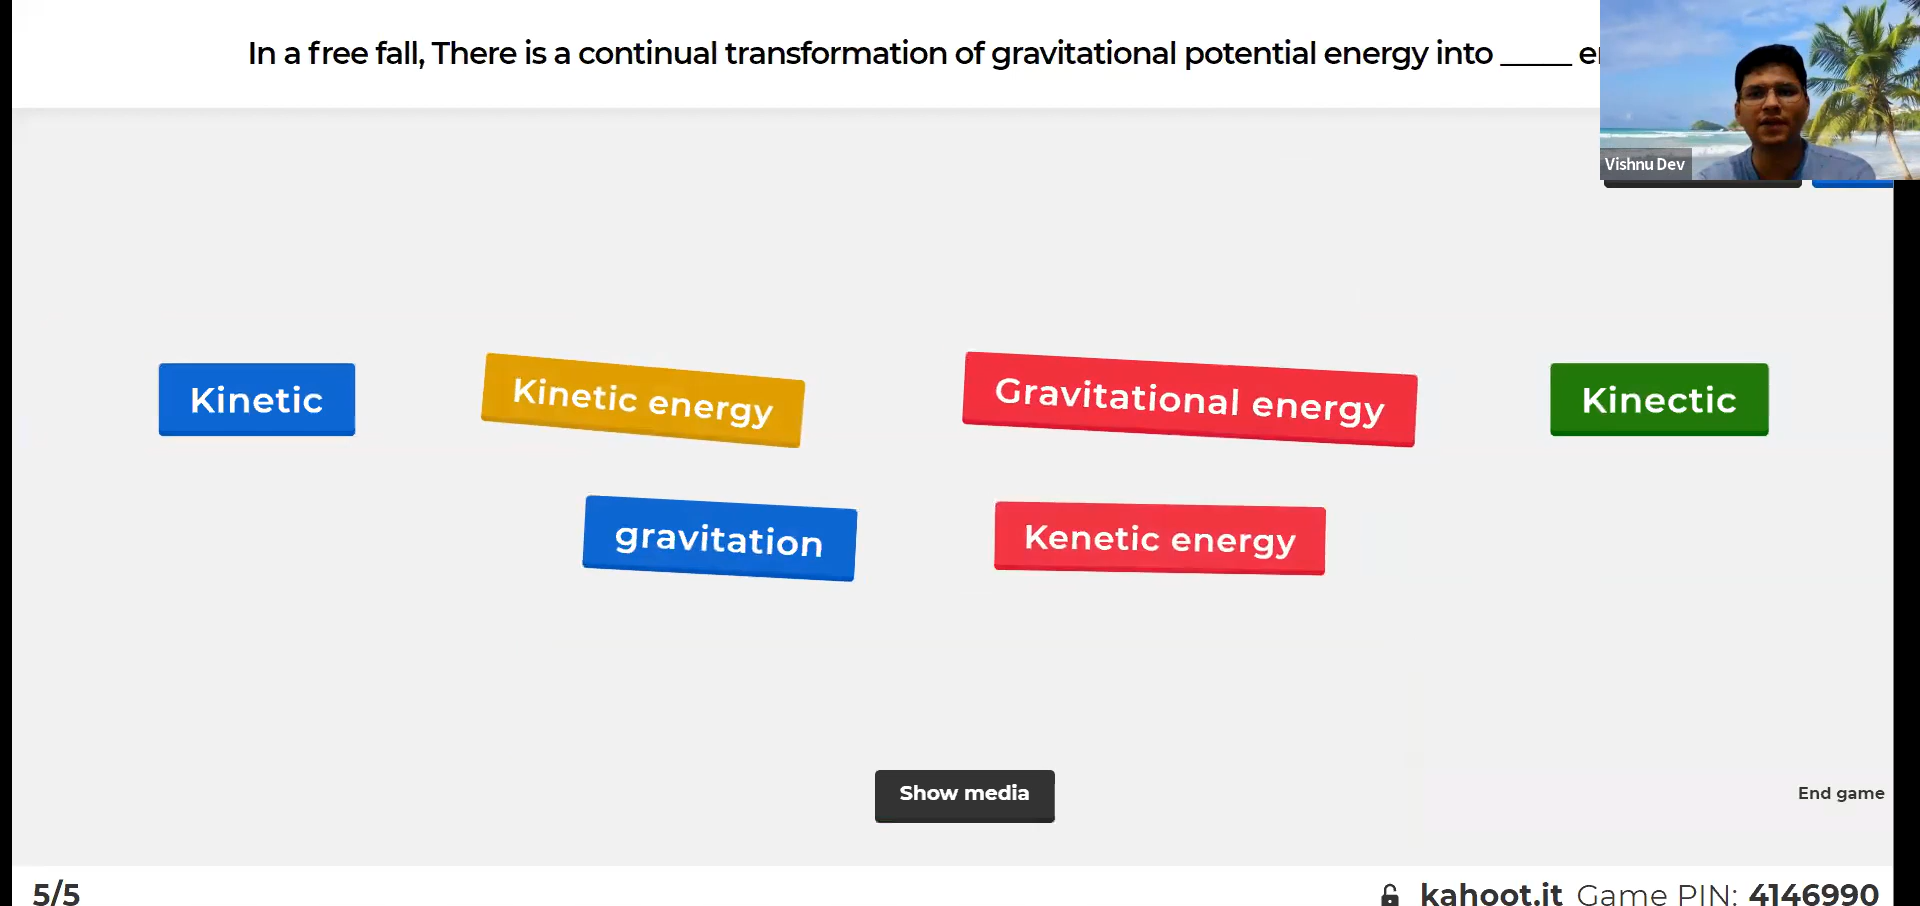 In a free fall, There is a continual transformation of gravitational potential energy into _____
Vishnu Dev
Kinetic
Kinetic energy
Gravitational energy
Kinectic
gravitation
Kenetic energy
Show media
End game
5/5
kahoot.it Game PIN: 4146990